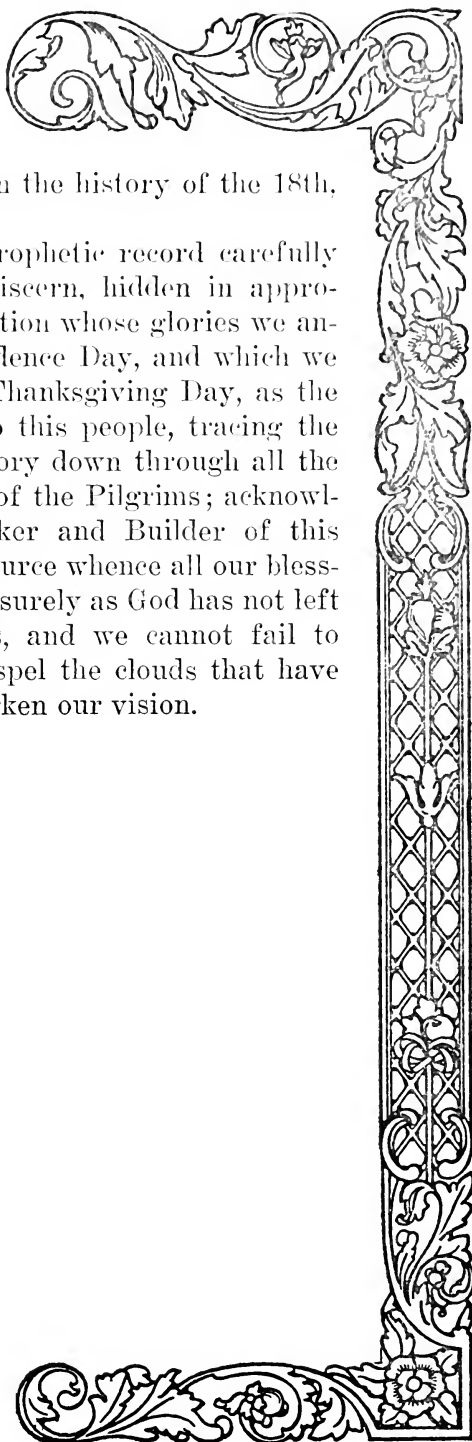 n the history of the 18th,
rophetic record carefully
iscern, hidden in appro-
tion whose glories we an-
dence Day, and which we
Thanksgiving Day, as the
o this people, tracing the
ory down through all the
of the Pilgrims; acknowl-
ker and Builder of this
urce whence all our bless-
surely as God has not left
s, and we cannot fail to
spel the clouds that have
rken our vision.